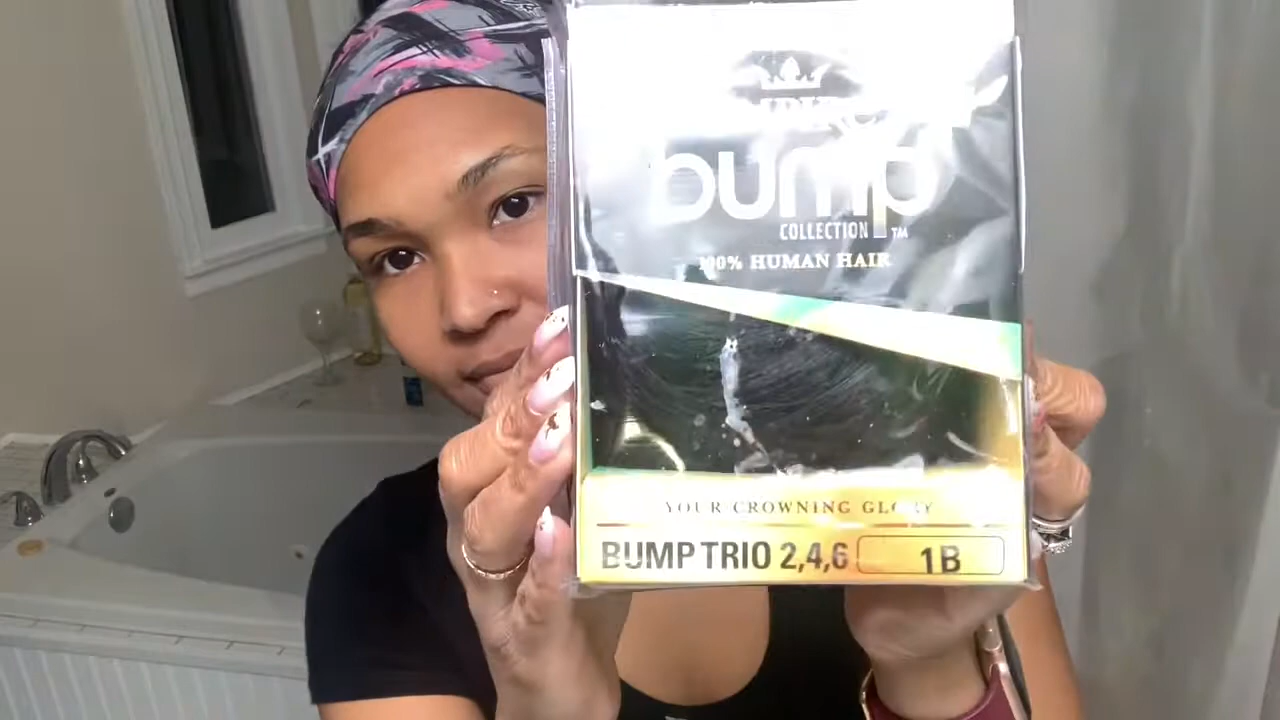 bump
COLLECTION ™
100% HUMAN HAIR
YOUR CROWNING GLORY
BUMP TRIO 2,4,6 1B